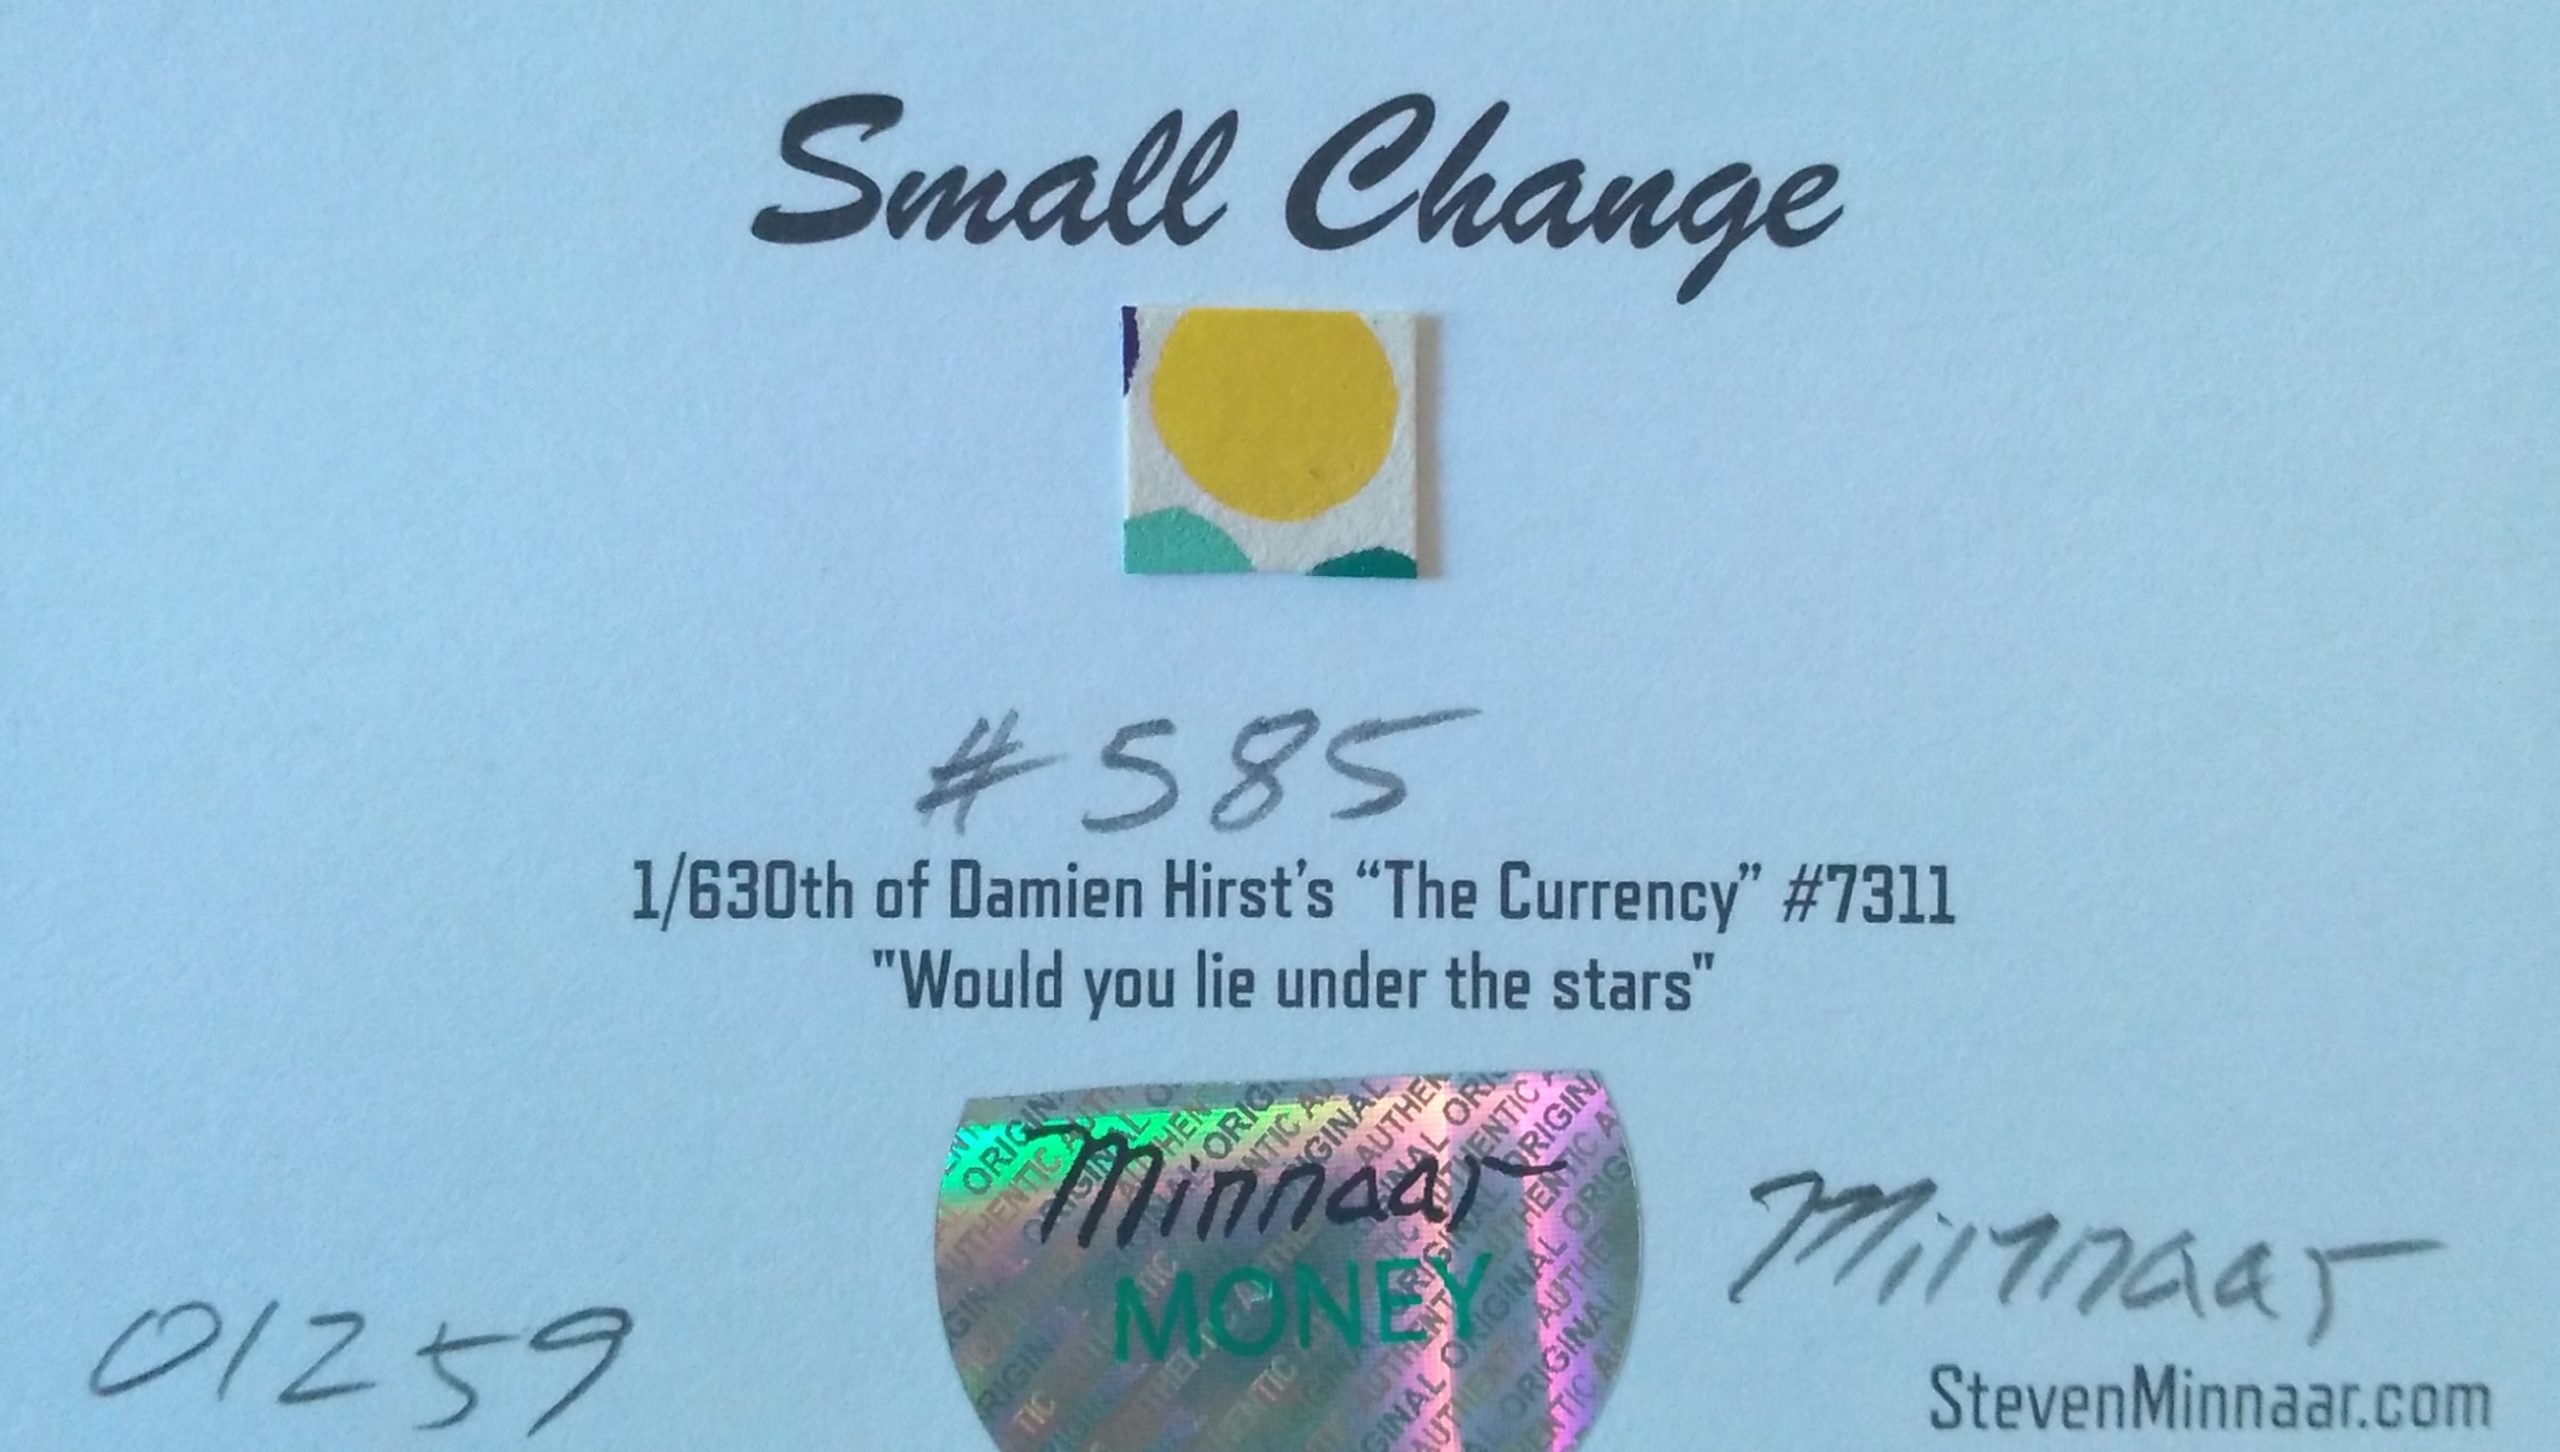 Small Change
#585
1/630th of Damien Hirst’s “The Currency” #7311
"Would you lie under the stars"
Minnaar
MONEY
01259
Minnaar
StevenMinnaar.com